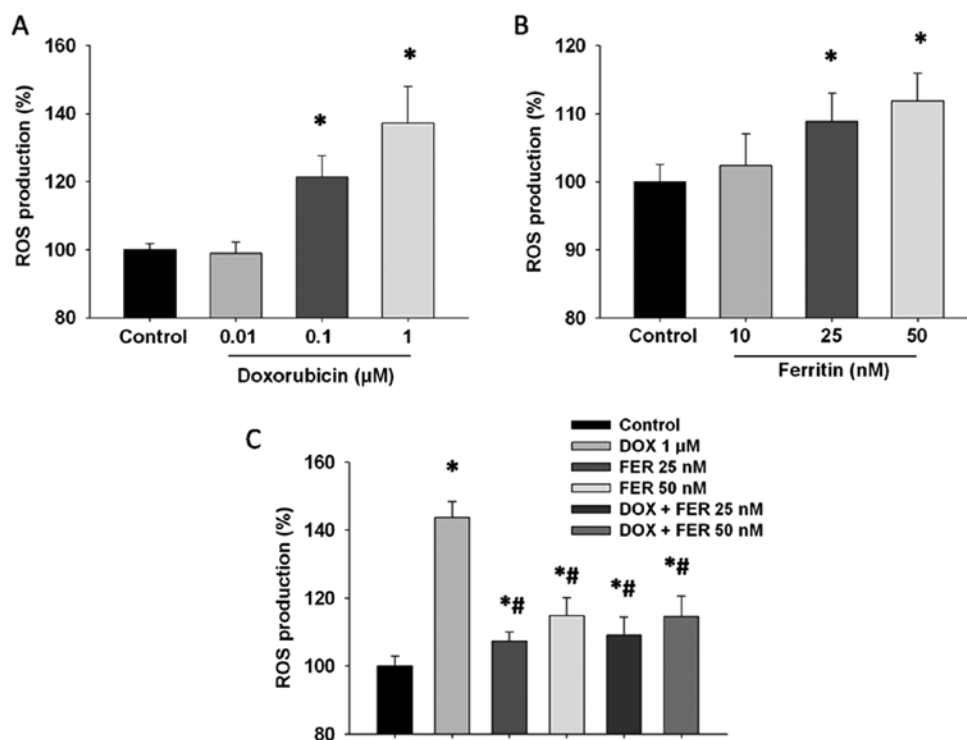 A
160
140
120
100
80
ROS production (%)
*
*
Control
0.01
0.1
1
Doxorubicin (µM)
B
120
110
100
90
80
ROS production (%)
*
*
Control
10
25
50
Ferritin (nM)
C
160
140
120
100
80
ROS production (%)
*
*#
*#
*#
*#
Control
DOX 1 µM
FER 25 nM
FER 50 nM
DOX + FER 25 nM
DOX + FER 50 nM